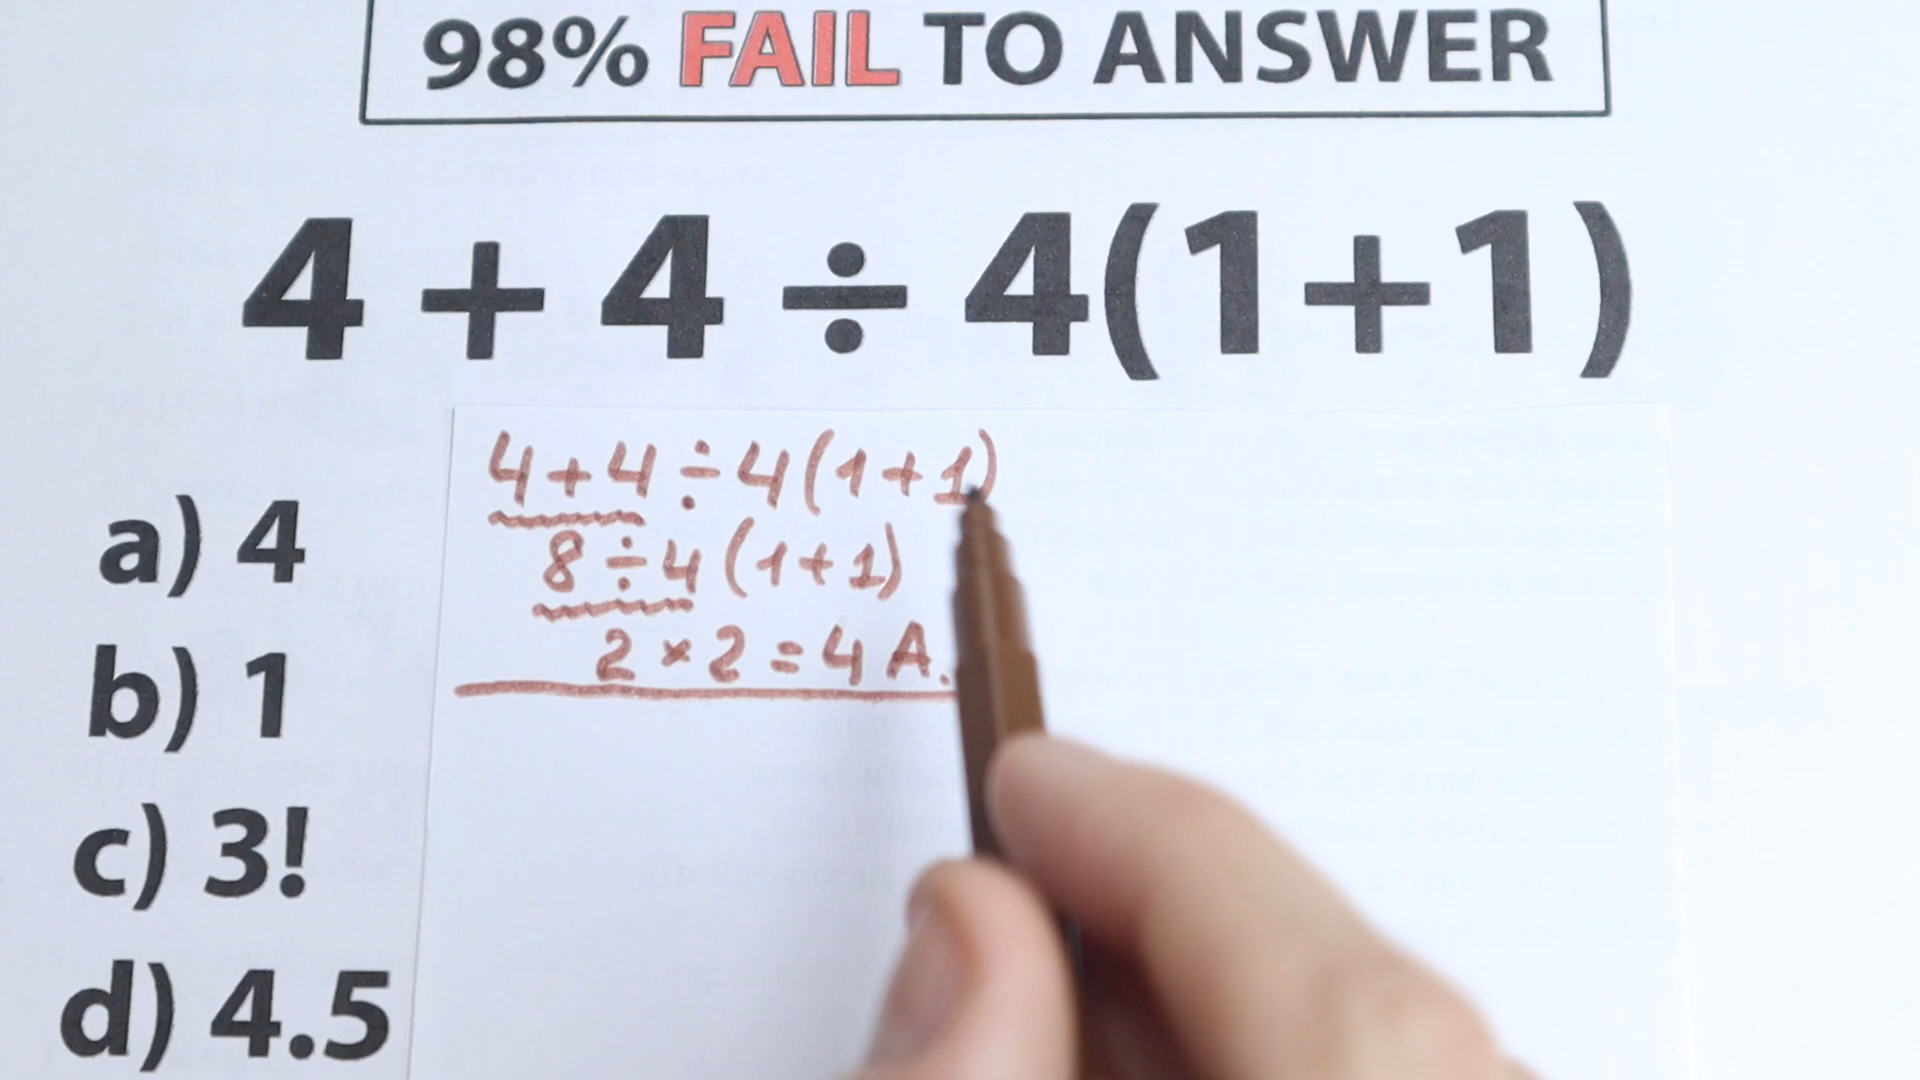 98% FAIL TO ANSWER
4 + 4 ÷ 4(1+1)
4+4÷4(1+1)
8÷4(1+1)
2×2=4 A.
a) 4
b) 1
c) 3!
d) 4.5